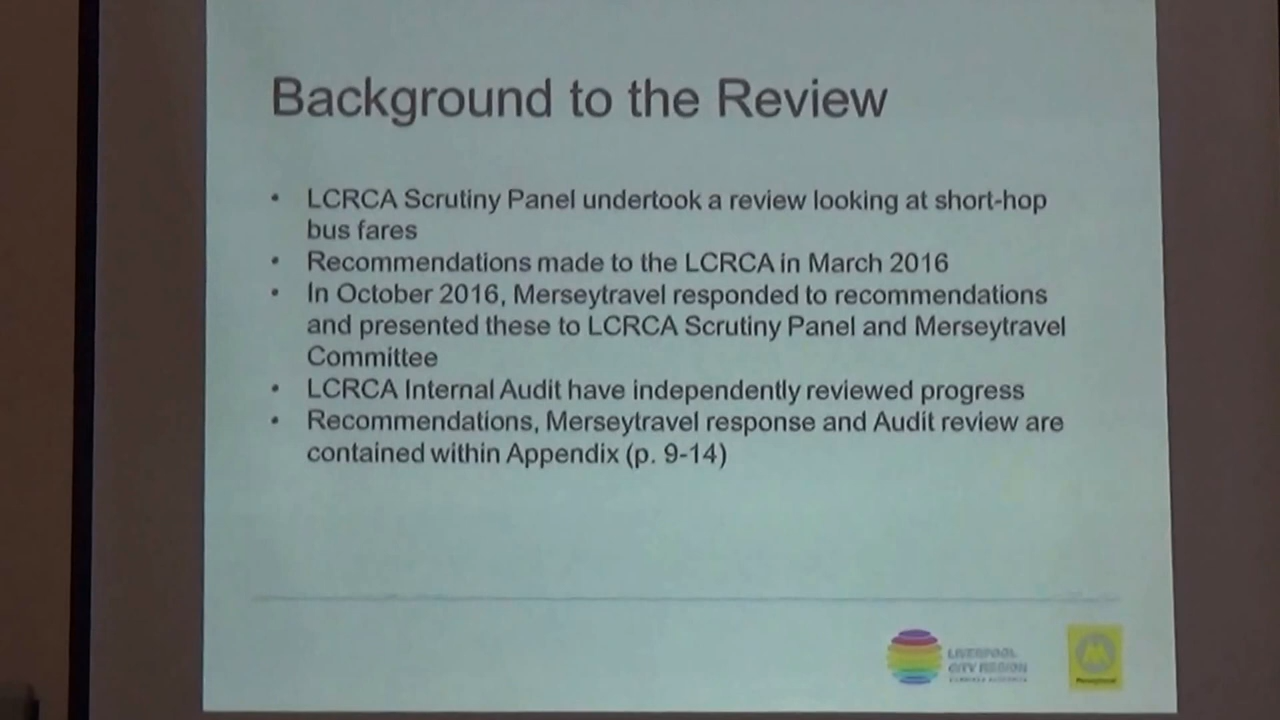 Background to the Review
• LCRCA Scrutiny Panel undertook a review looking at short-hop
bus fares
• Recommendations made to the LCRCA in March 2016
• In October 2016, Merseytravel responded to recommendations
and presented these to LCRCA Scrutiny Panel and Merseytravel
Committee
• LCRCA Internal Audit have independently reviewed progress
• Recommendations, Merseytravel response and Audit review are
contained within Appendix (p. 9-14)
LIVERPOOL
CITY REGION